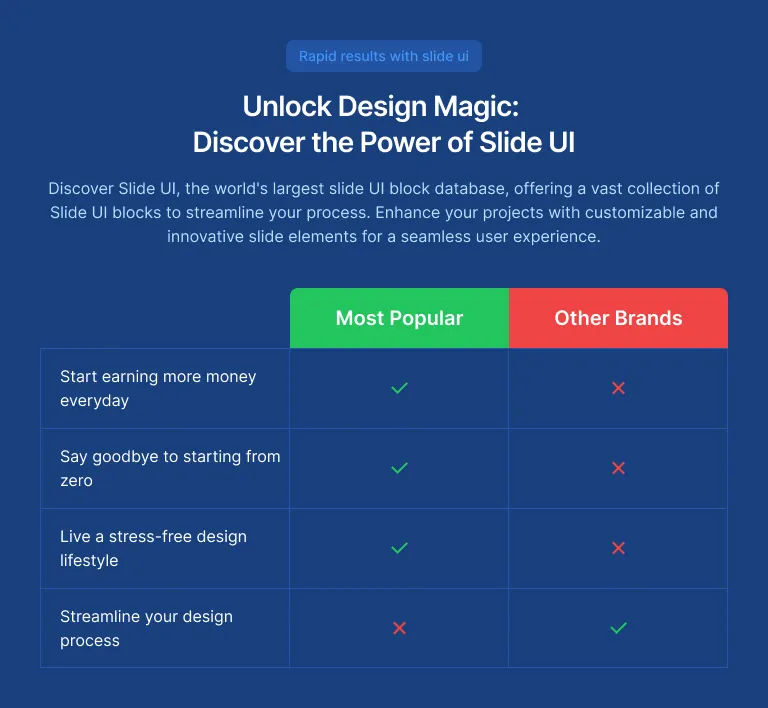 Rapid results with slide ui
Unlock Design Magic:
Discover the Power of Slide UI
Discover Slide UI, the world's largest slide UI block database, offering a vast collection of
Slide UI blocks to streamline your process. Enhance your projects with customizable and
innovative slide elements for a seamless user experience.
Most Popular
Other Brands
Start earning more money
everyday
Say goodbye to starting from
zero
Live a stress-free design
lifestyle
Streamline your design
process